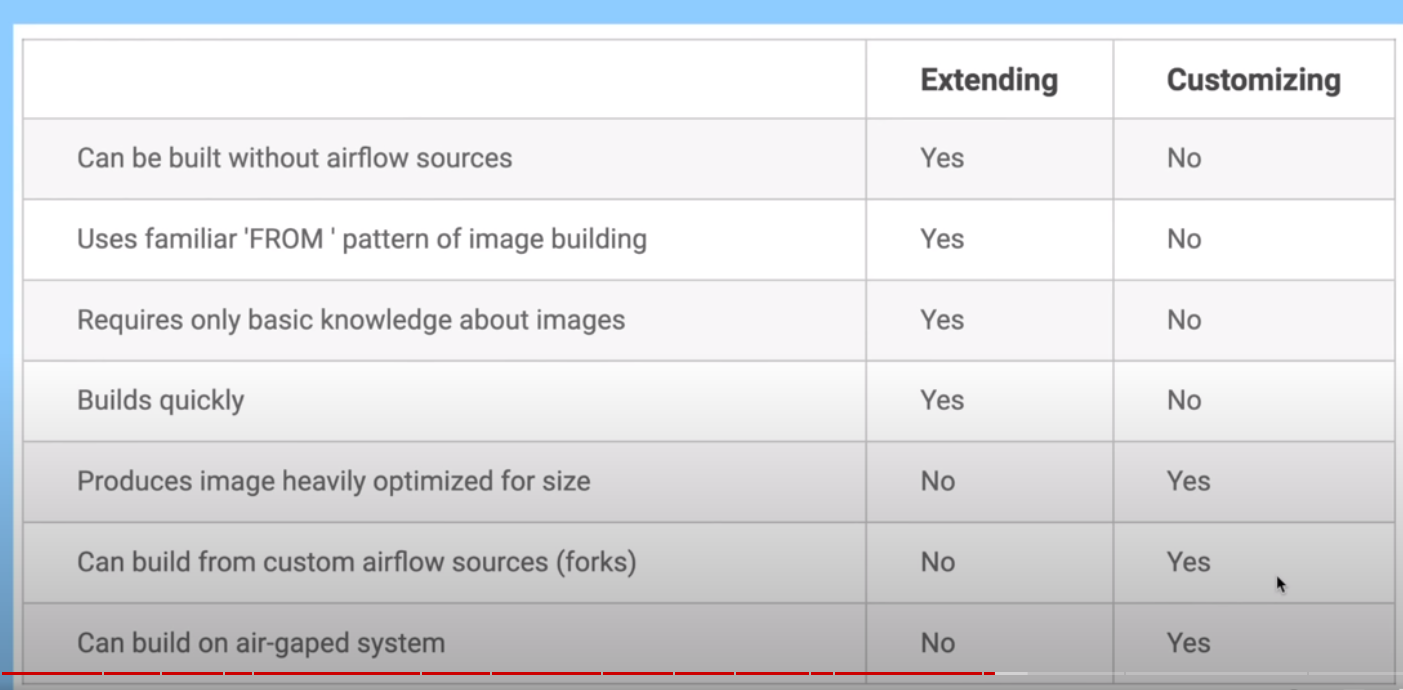 Extending Customizing
Can be built without airflow sources Yes No
Uses familiar 'FROM ' pattern of image building Yes No
Requires only basic knowledge about images Yes No
Builds quickly Yes No
Produces image heavily optimized for size No Yes
Can build from custom airflow sources (forks) No Yes
Can build on air-gaped system No Yes